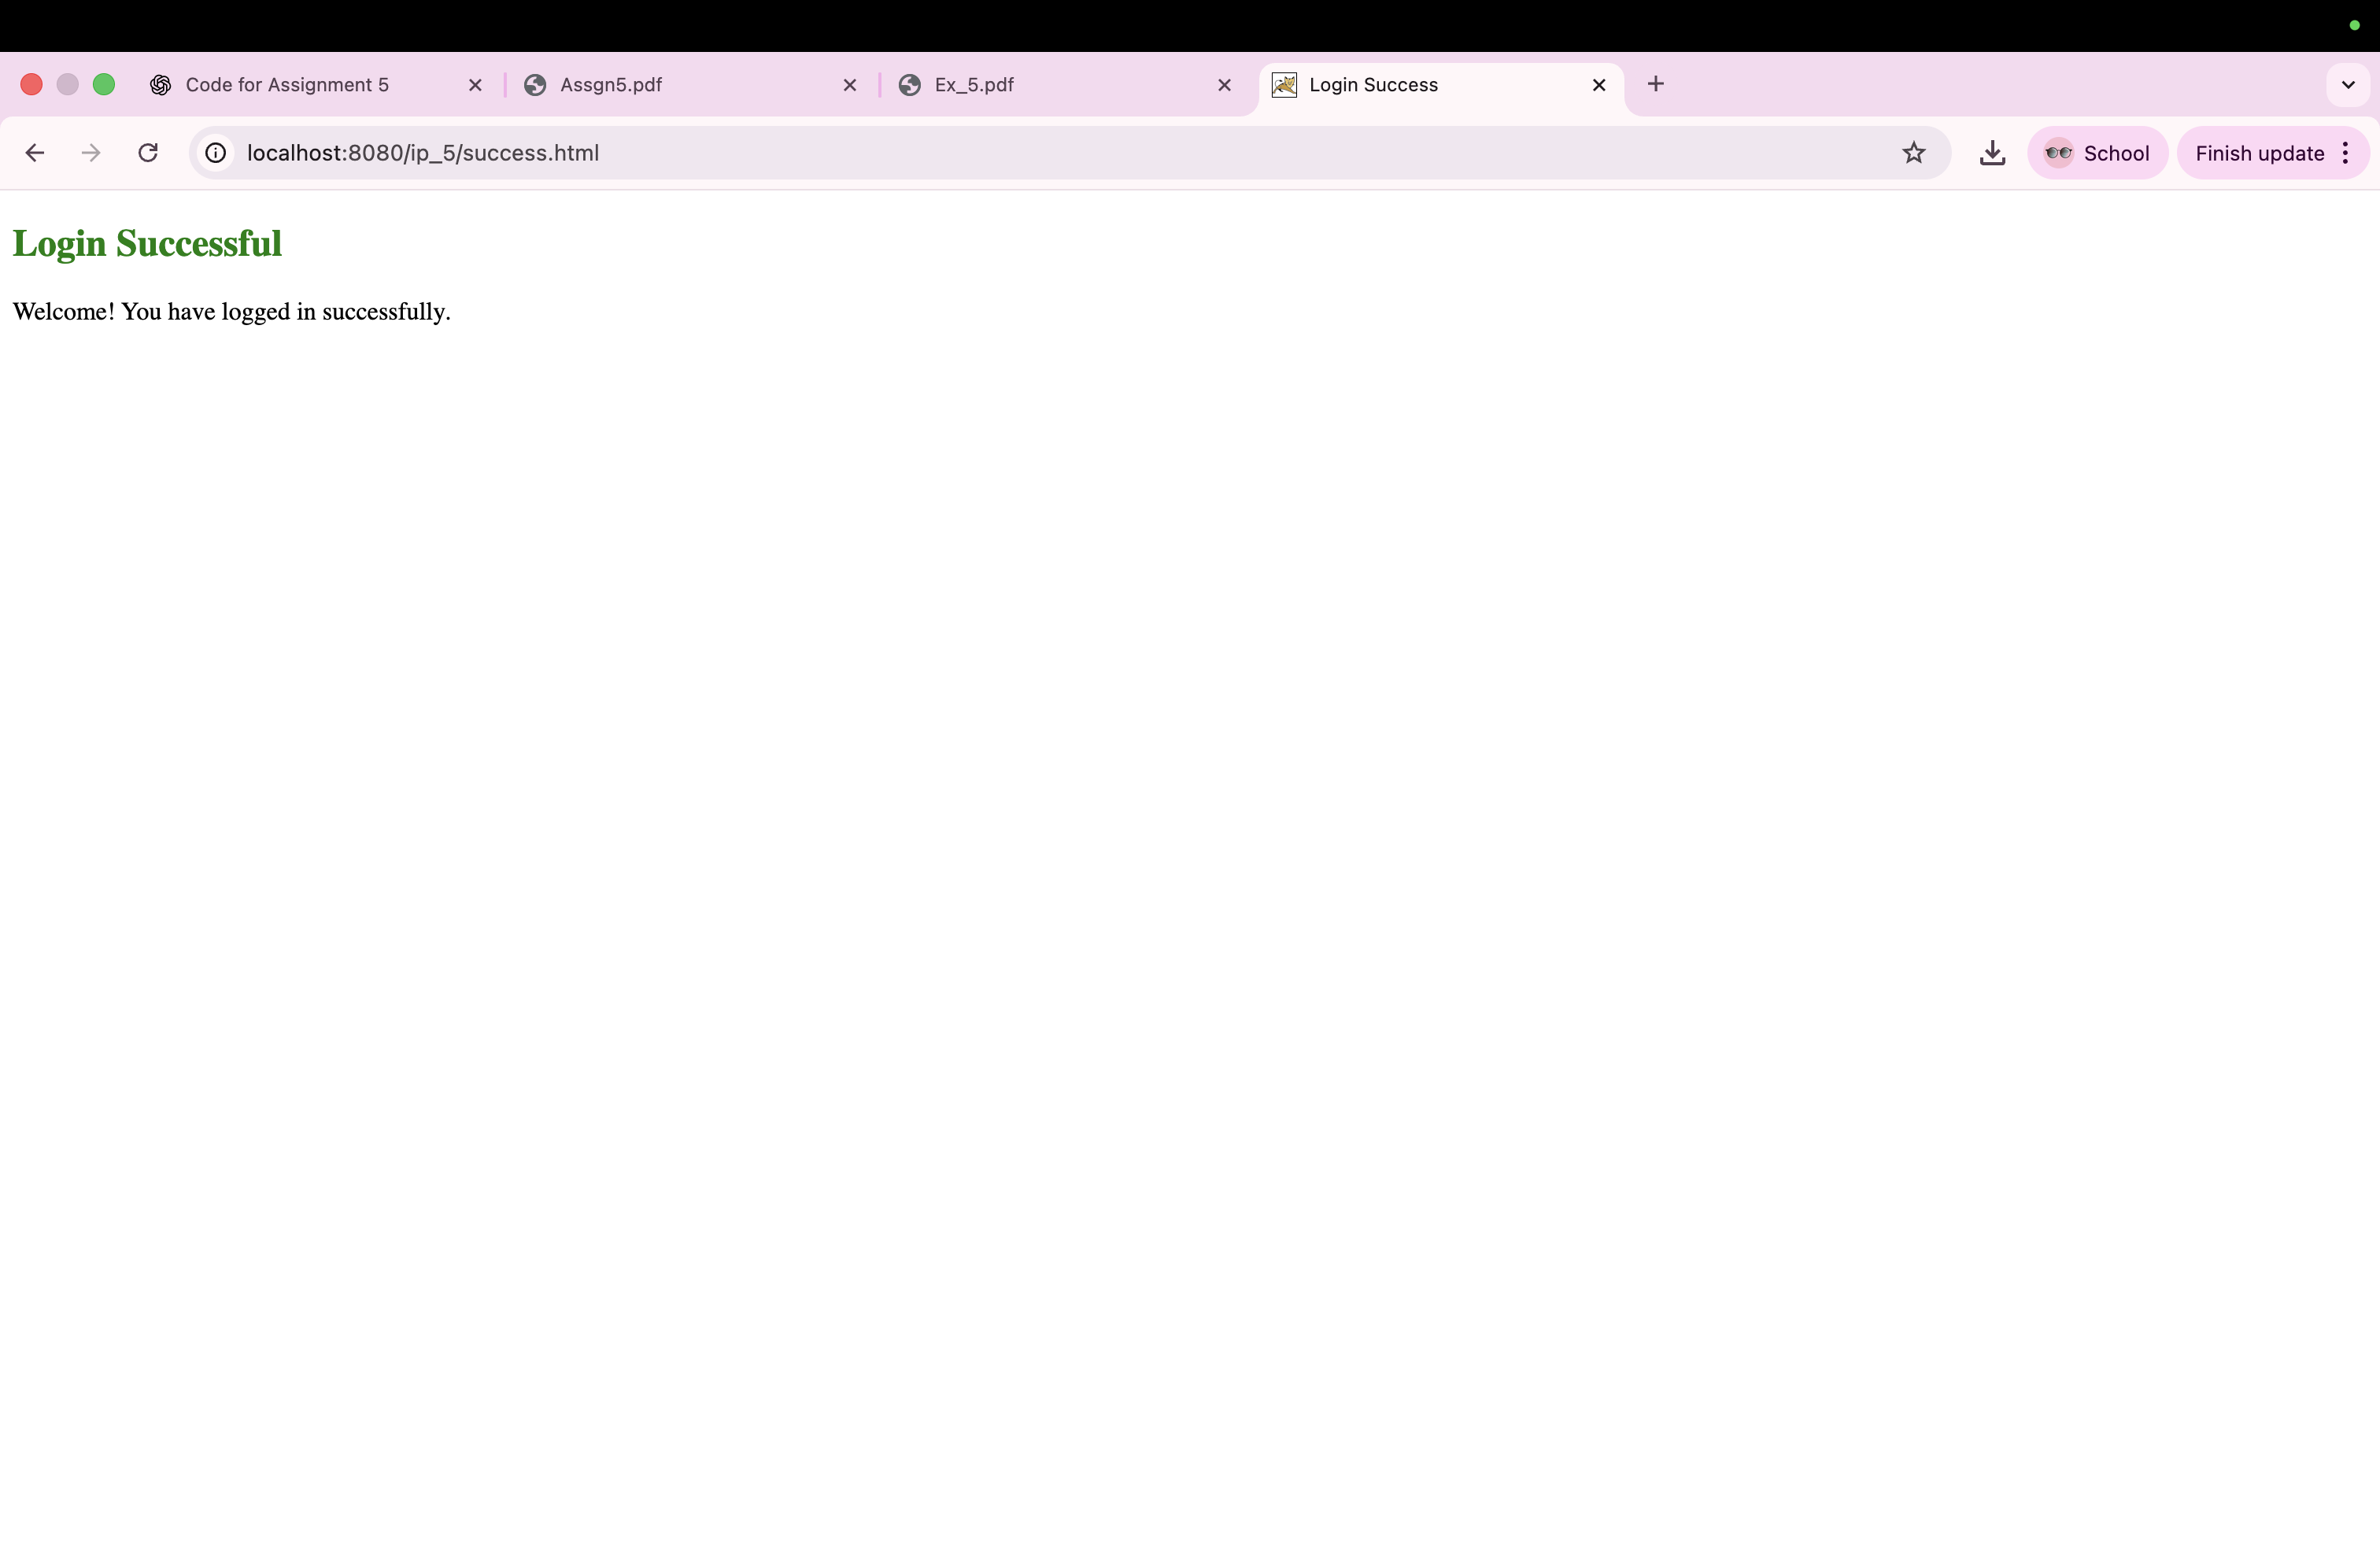 Code for Assignment 5
Assgn5.pdf
Ex_5.pdf
Login Success
localhost:8080/ip_5/success.html
School
Finish update
Login Successful
Welcome! You have logged in successfully.